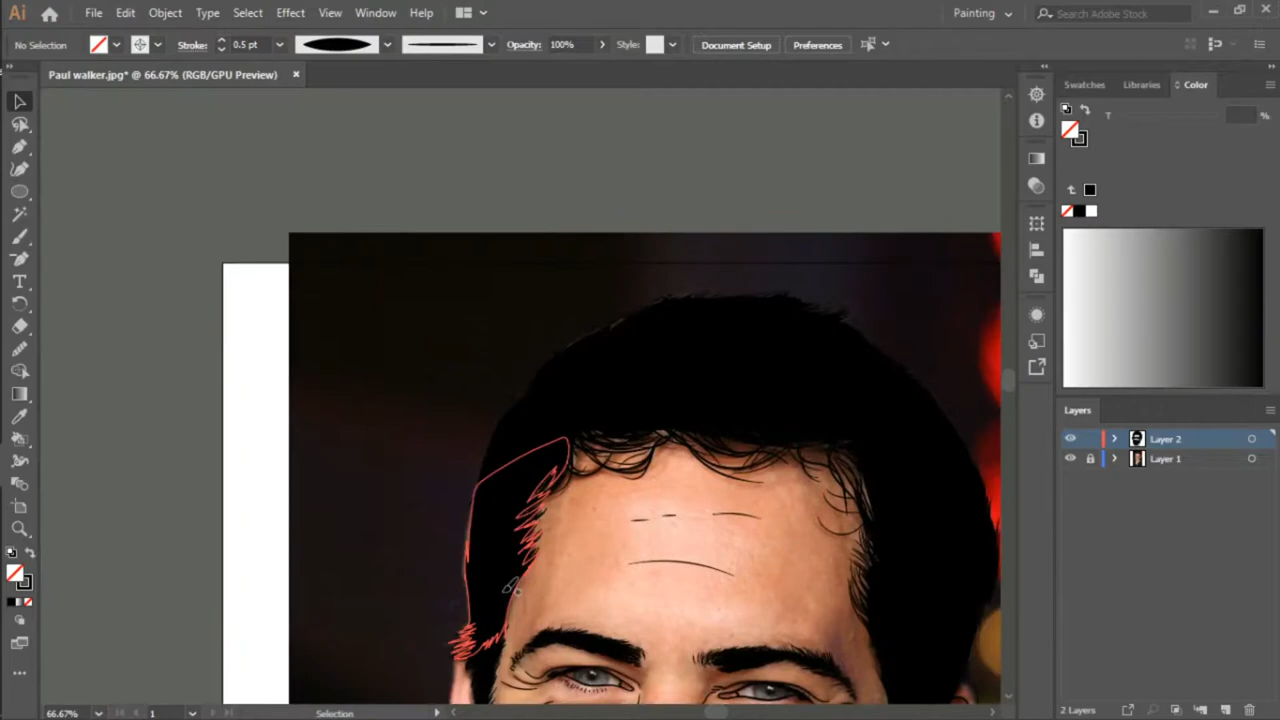 Ai File Edit Object Type Select Effect View Window Help Painting Search Adobe Stock
No Selection Stroke: 0.5 pt Opacity: 100% Style: Document Setup Preferences
Paul walker.jpg* @ 66.67% (RGB/GPU Preview) ×
Swatches Libraries Color
T %
Layers
Layer 2
Layer 1
66.67% 1 Selection 2 Layers